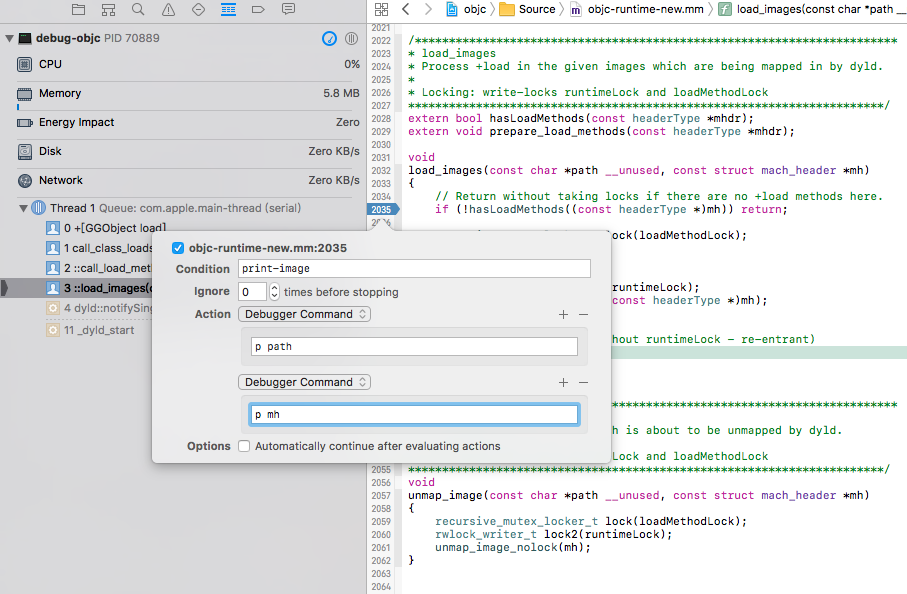 debug-objc PID 70889
CPU 0%
Memory 5.8 MB
Energy Impact Zero
Disk Zero KB/s
Network Zero KB/s
Thread 1 Queue: com.apple.main-thread (serial)
0 +[GGObject load]
1 call_class_loads
2 ::call_load_met
3 ::load_images(c
4 dyld::notifySing
11 _dyld_start
objc Source objc-runtime-new.mm load_images(const char *path __
2021
2022 /***************************************************************************
2023 * load_images
2024 * Process +load in the given images which are being mapped in by dyld.
2025 *
2026 * Locking: write-locks runtimeLock and loadMethodLock
2027 **************************************************************************/
2028 extern bool hasLoadMethods(const headerType *mhdr);
2029 extern void prepare_load_methods(const headerType *mhdr);
2030
2031 void
2032 load_images(const char *path __unused, const struct mach_header *mh)
2033 {
2034 // Return without taking locks if there are no +load methods here.
2035 if (!hasLoadMethods((const headerType *)mh)) return;
2036
lock(loadMethodLock);
runtimeLock);
const headerType *)mh);
hout runtimeLock - re-entrant)
objc-runtime-new.mm:2035
Condition print-image
Ignore 0 times before stopping
Action Debugger Command
p path
Debugger Command
p mh
Options Automatically continue after evaluating actions
h is about to be unmapped by dyld.
Lock and loadMethodLock
2055 **************************************************************************/
2056 void
2057 unmap_image(const char *path __unused, const struct mach_header *mh)
2058 {
2059 recursive_mutex_locker_t lock(loadMethodLock);
2060 rwlock_writer_t lock2(runtimeLock);
2061 unmap_image_nolock(mh);
2062 }
2063
2064